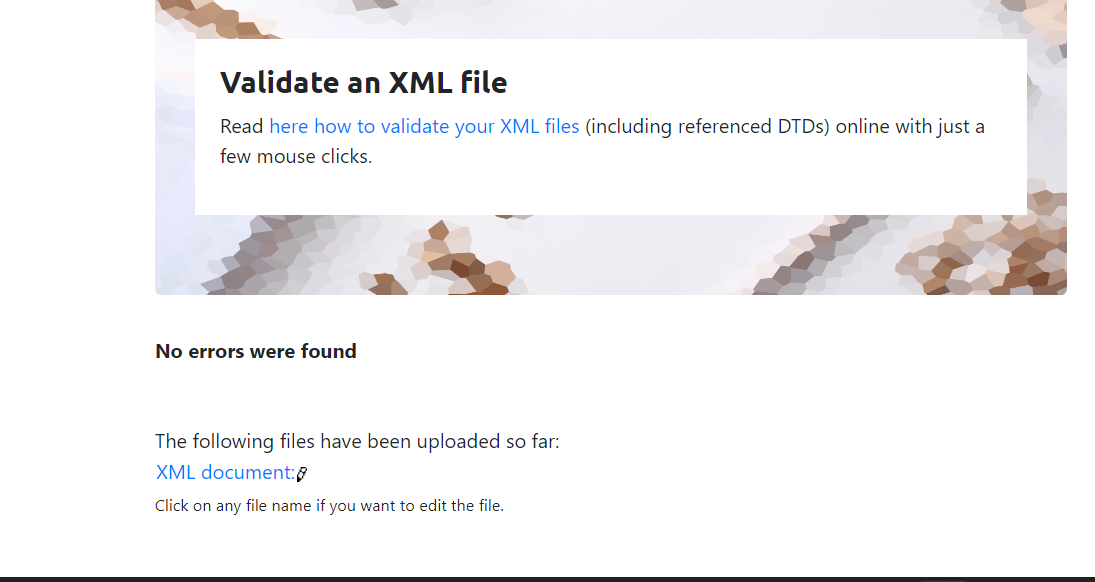 Validate an XML file
Read here how to validate your XML files (including referenced DTDs) online with just a
few mouse clicks.
No errors were found
The following files have been uploaded so far:
XML document:
Click on any file name if you want to edit the file.